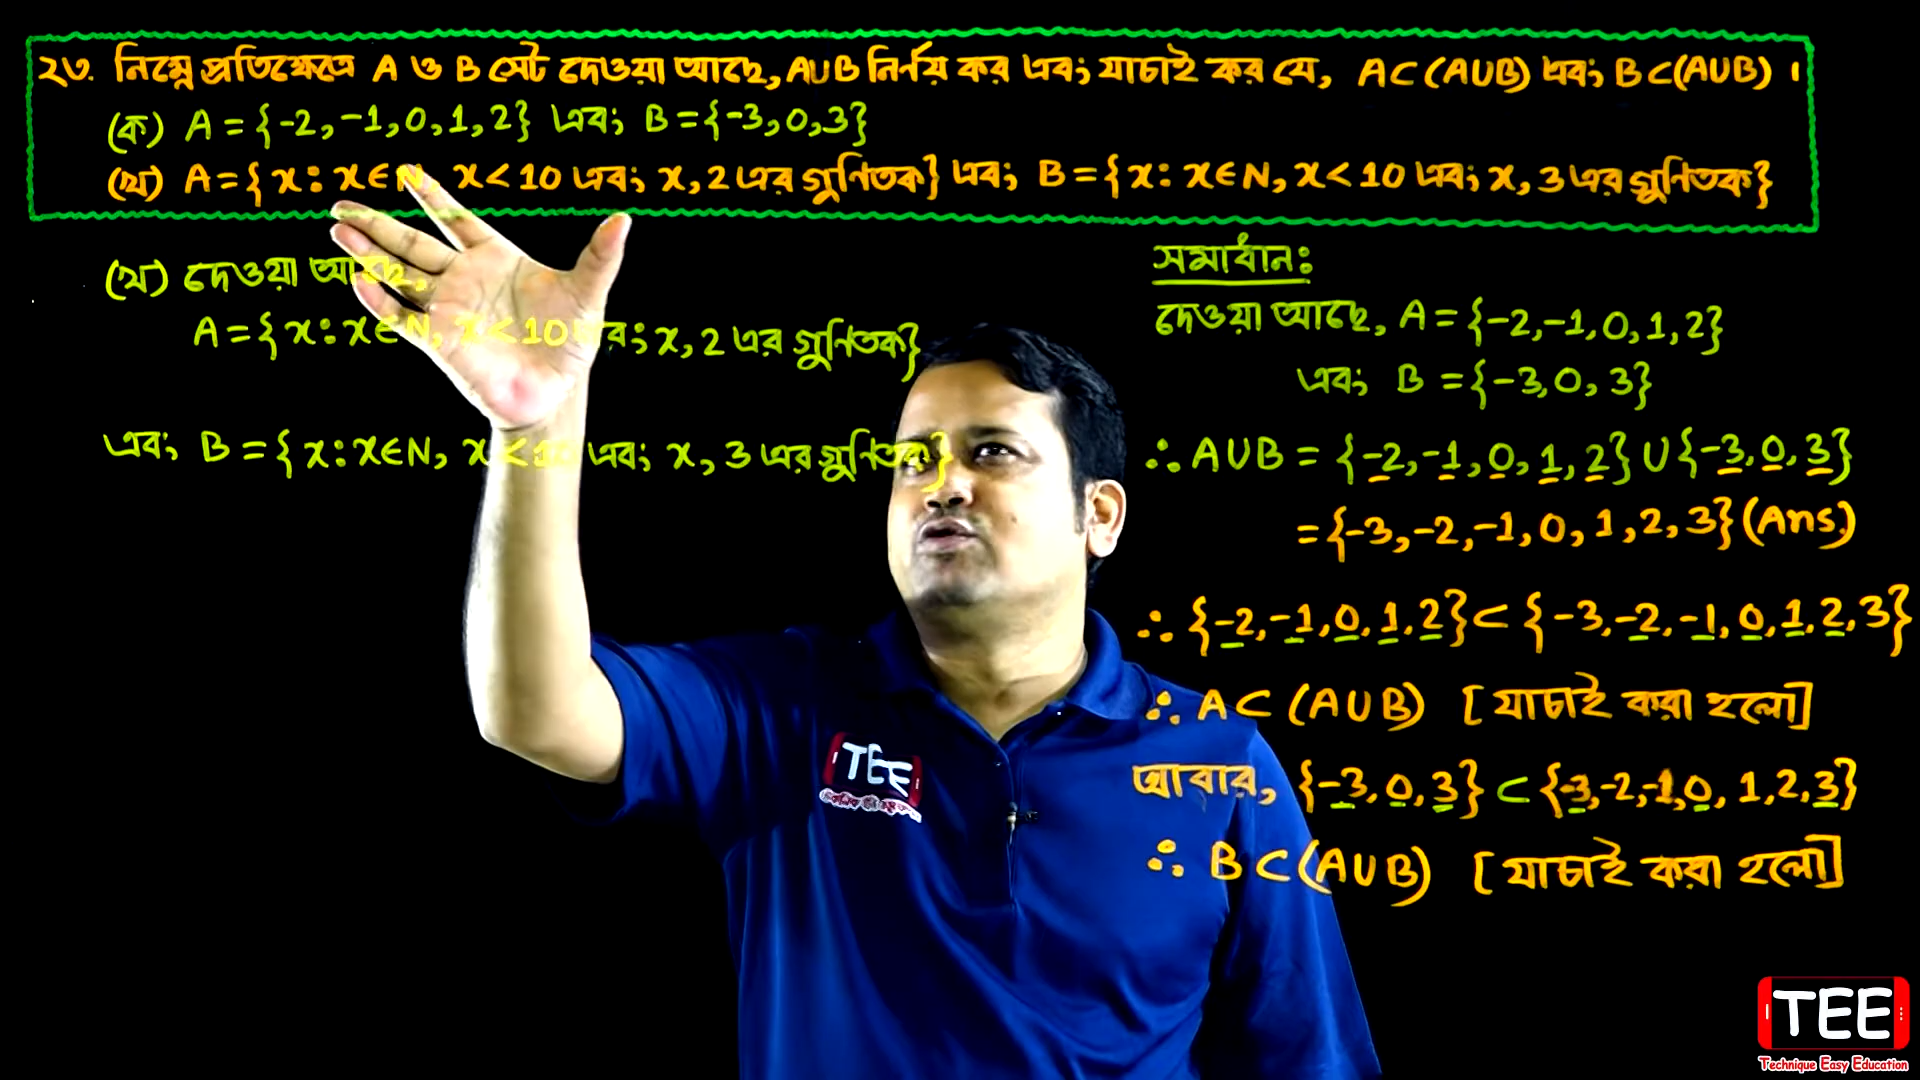 ২৩. নিম্নে প্রতিক্ষেত্রে A ও B সেট দেওয়া আছে, A∪B নির্ণয় কর এবং যাচাই কর যে, A⊂(A∪B) এবং B⊂(A∪B) ।
(ক) A={-2,-1,0,1,2} এবং B={-3,0,3}
(খ) A={x:x∈N, x<10 এবং x, 2 এর গুণিতক} এবং B={x: x∈N, x<10 এবং x, 3 এর গুণিতক}
(খ) দেওয়া আছে,
A={x:x∈N, x<10 এবং x, 2 এর গুণিতক}
এবং B={x:x∈N, x<10 এবং x, 3 এর গুণিতক}
সমাধান:
দেওয়া আছে, A={-2,-1,0,1,2}
এবং B={-3,0,3}
∴ A∪B = {-2,-1,0,1,2}∪{-3,0,3}
={-3,-2,-1,0,1,2,3}(Ans)
∴ {-2,-1,0,1,2}⊂{-3,-2,-1,0,1,2,3}
∴ A⊂(A∪B) [যাচাই করা হলো]
আবার, {-3,0,3}⊂{-3,-2,-1,0,1,2,3}
∴ B⊂(A∪B) [যাচাই করা হলো]
TEE
TEE
Technique Easy Education